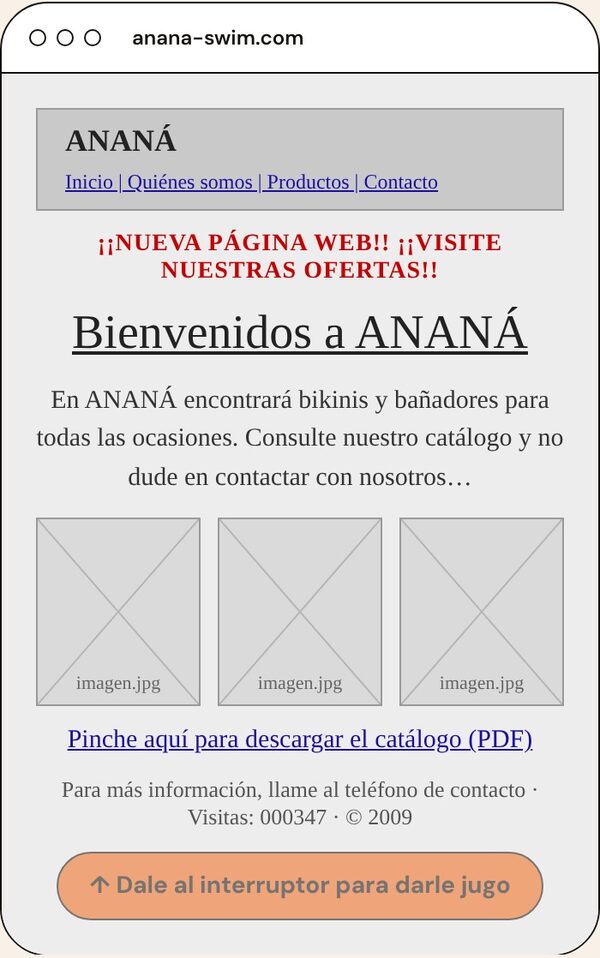 anana-swim.com
ANANÁ
Inicio | Quiénes somos | Productos | Contacto
¡¡NUEVA PÁGINA WEB!! ¡¡VISITE
NUESTRAS OFERTAS!!
Bienvenidos a ANANÁ
En ANANÁ encontrará bikinis y bañadores para
todas las ocasiones. Consulte nuestro catálogo y no
dude en contactar con nosotros…
imagen.jpg imagen.jpg imagen.jpg
Pinche aquí para descargar el catálogo (PDF)
Para más información, llame al teléfono de contacto ·
Visitas: 000347 · © 2009
↑ Dale al interruptor para darle jugo